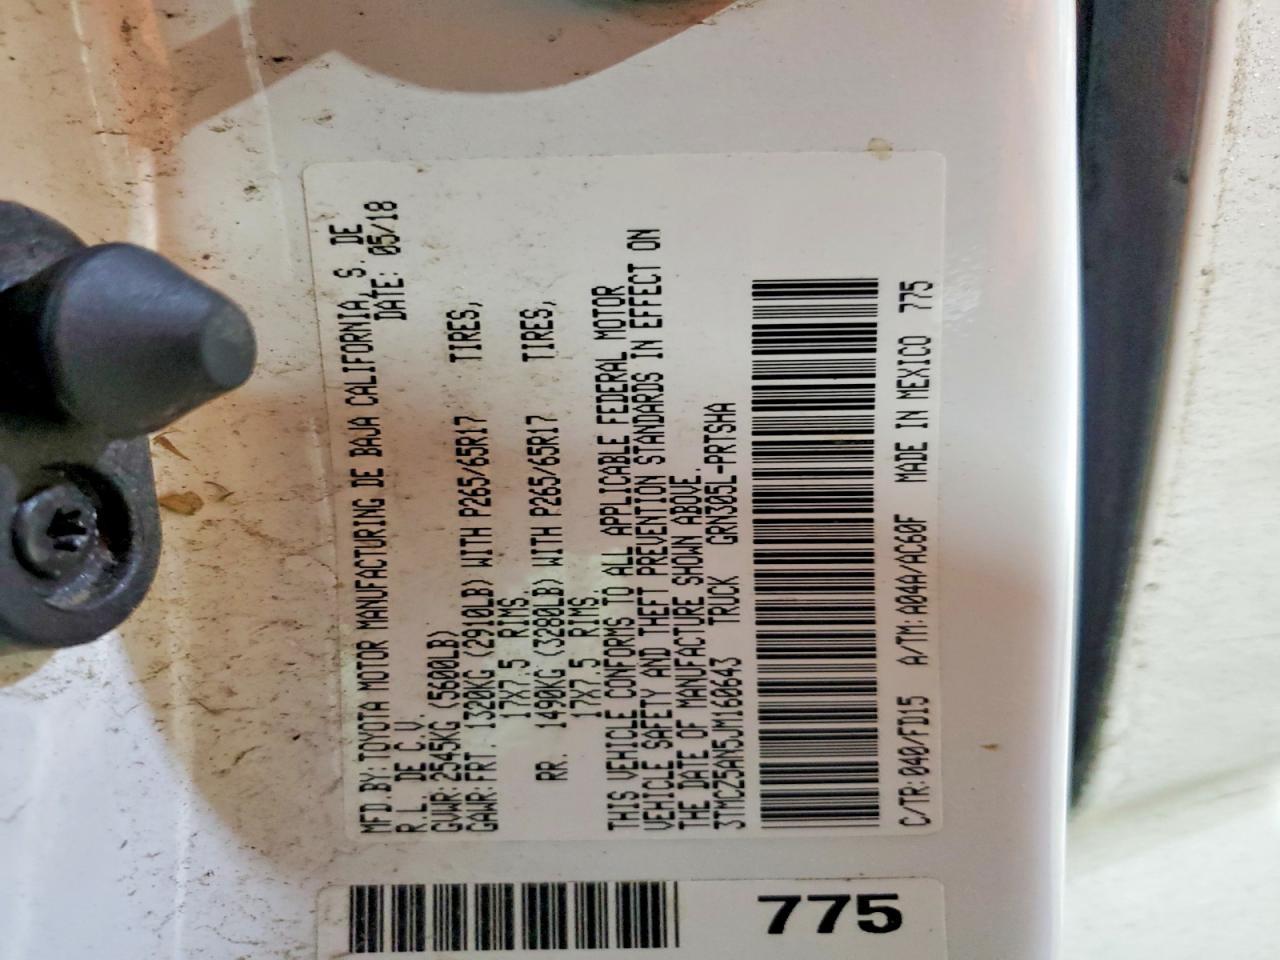 MFD.BY:TOYOTA MOTOR MANUFACTURING DE BAJA CALIFORNIA, S. DE
R.L. DE C.V. DATE: 05/18
GVWR:2545KG (5600LB)
GAWR:FRT. 1320KG (2910LB) WITH P265/65R17 TIRES,
17X7.5 RIMS,
RR. 1490KG (3280LB) WITH P265/65R17 TIRES,
17X7.5 RIMS.
THIS VEHICLE CONFORMS TO ALL APPLICABLE FEDERAL MOTOR
VEHICLE SAFETY AND THEFT PREVENTION STANDARDS IN EFFECT ON
THE DATE OF MANUFACTURE SHOWN ABOVE.
3TMCZ5AN5JM160643 TRUCK GRN305L-PRTSHA
C/TR:040/FD15 A/TM:A04A/AC60F MADE IN MEXICO 775
775